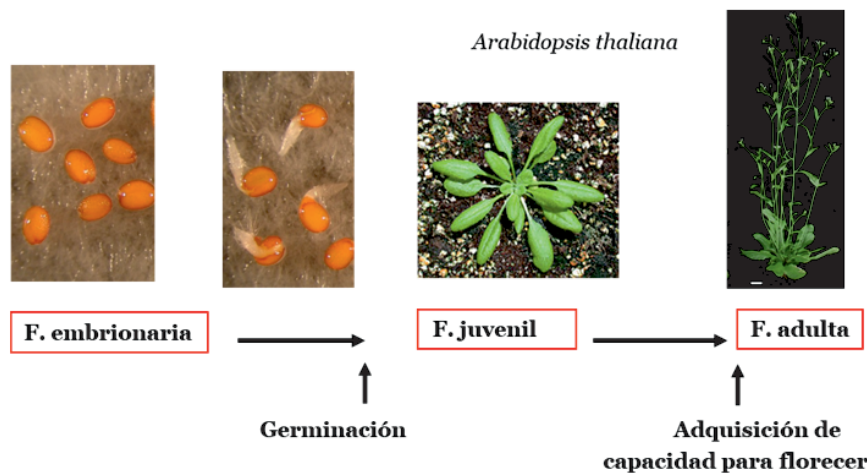 Arabidopsis thaliana
F. embrionaria
F. juvenil
F. adulta
Germinación
Adquisición de
capacidad para florecer